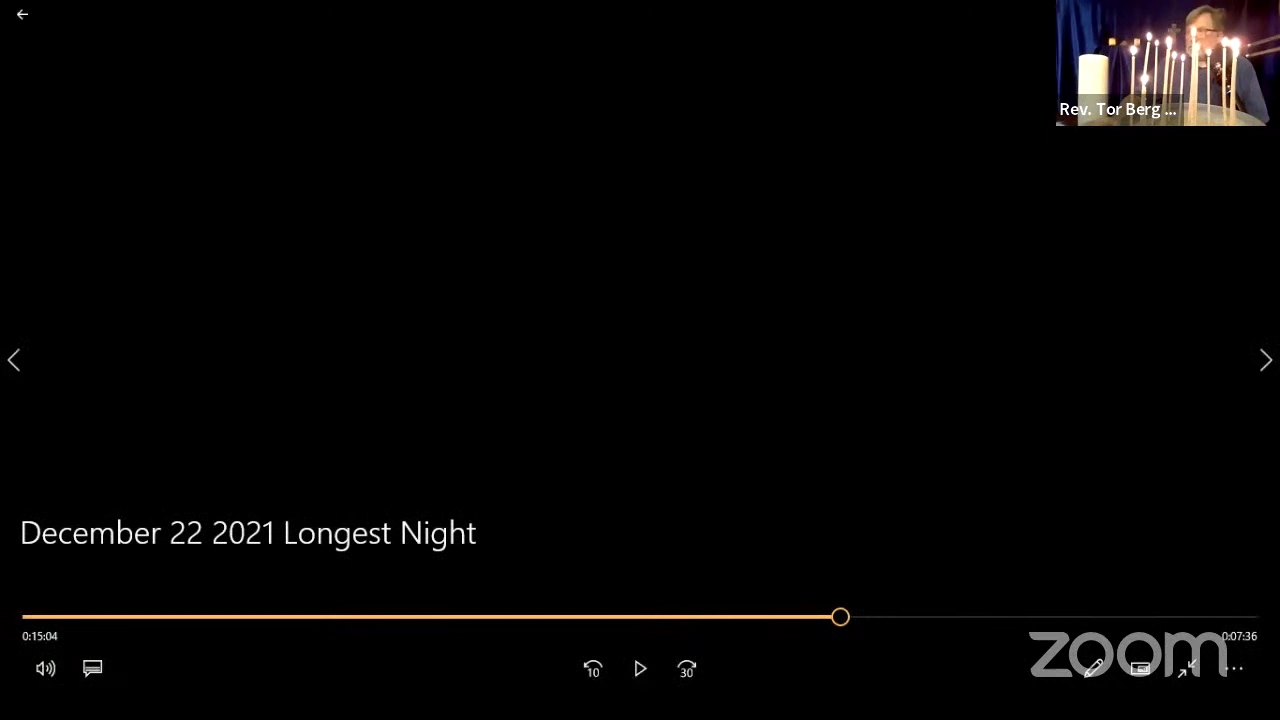 Rev. Tor Berg ...
December 22 2021 Longest Night
0:15:04
0:07:36
10
30
zoom